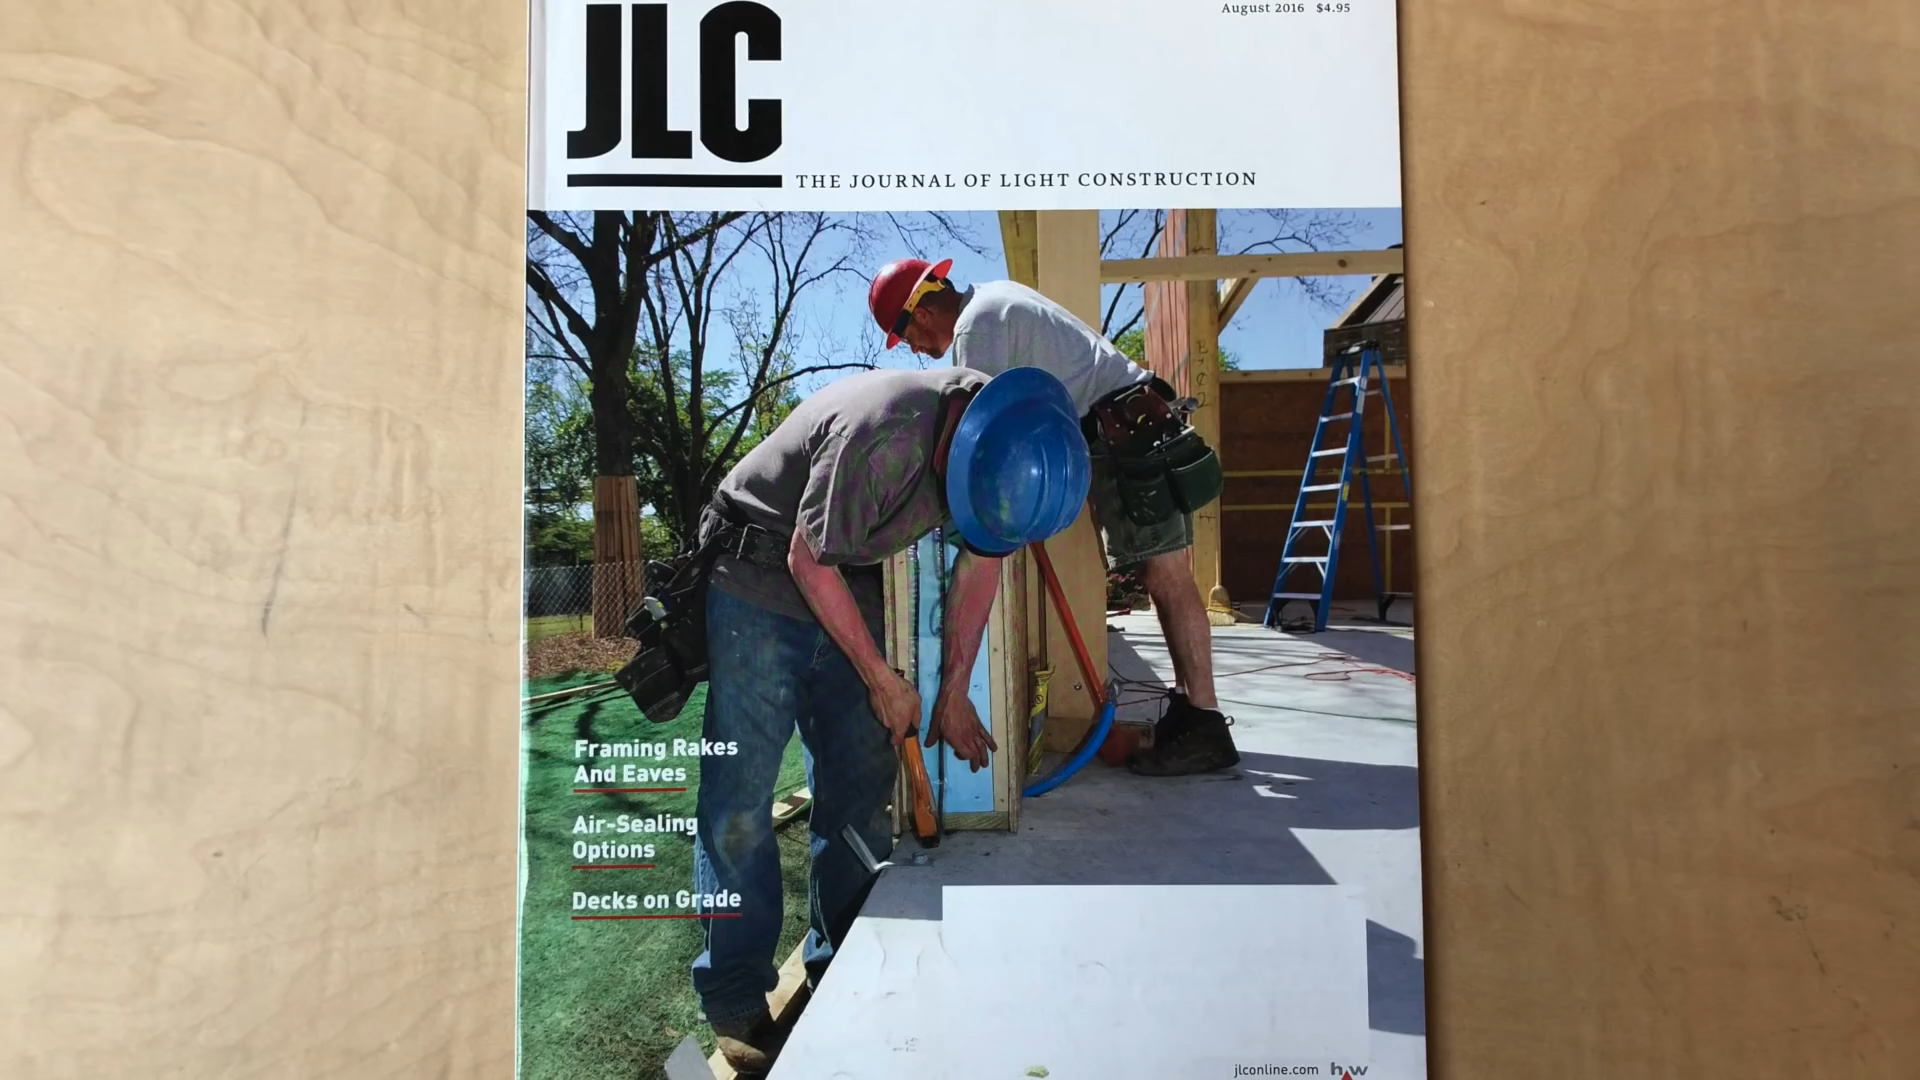 August 2016 $4.95
JLC
THE JOURNAL OF LIGHT CONSTRUCTION
Framing Rakes
And Eaves
Air-Sealing
Options
Decks on Grade
jlconline.com hw